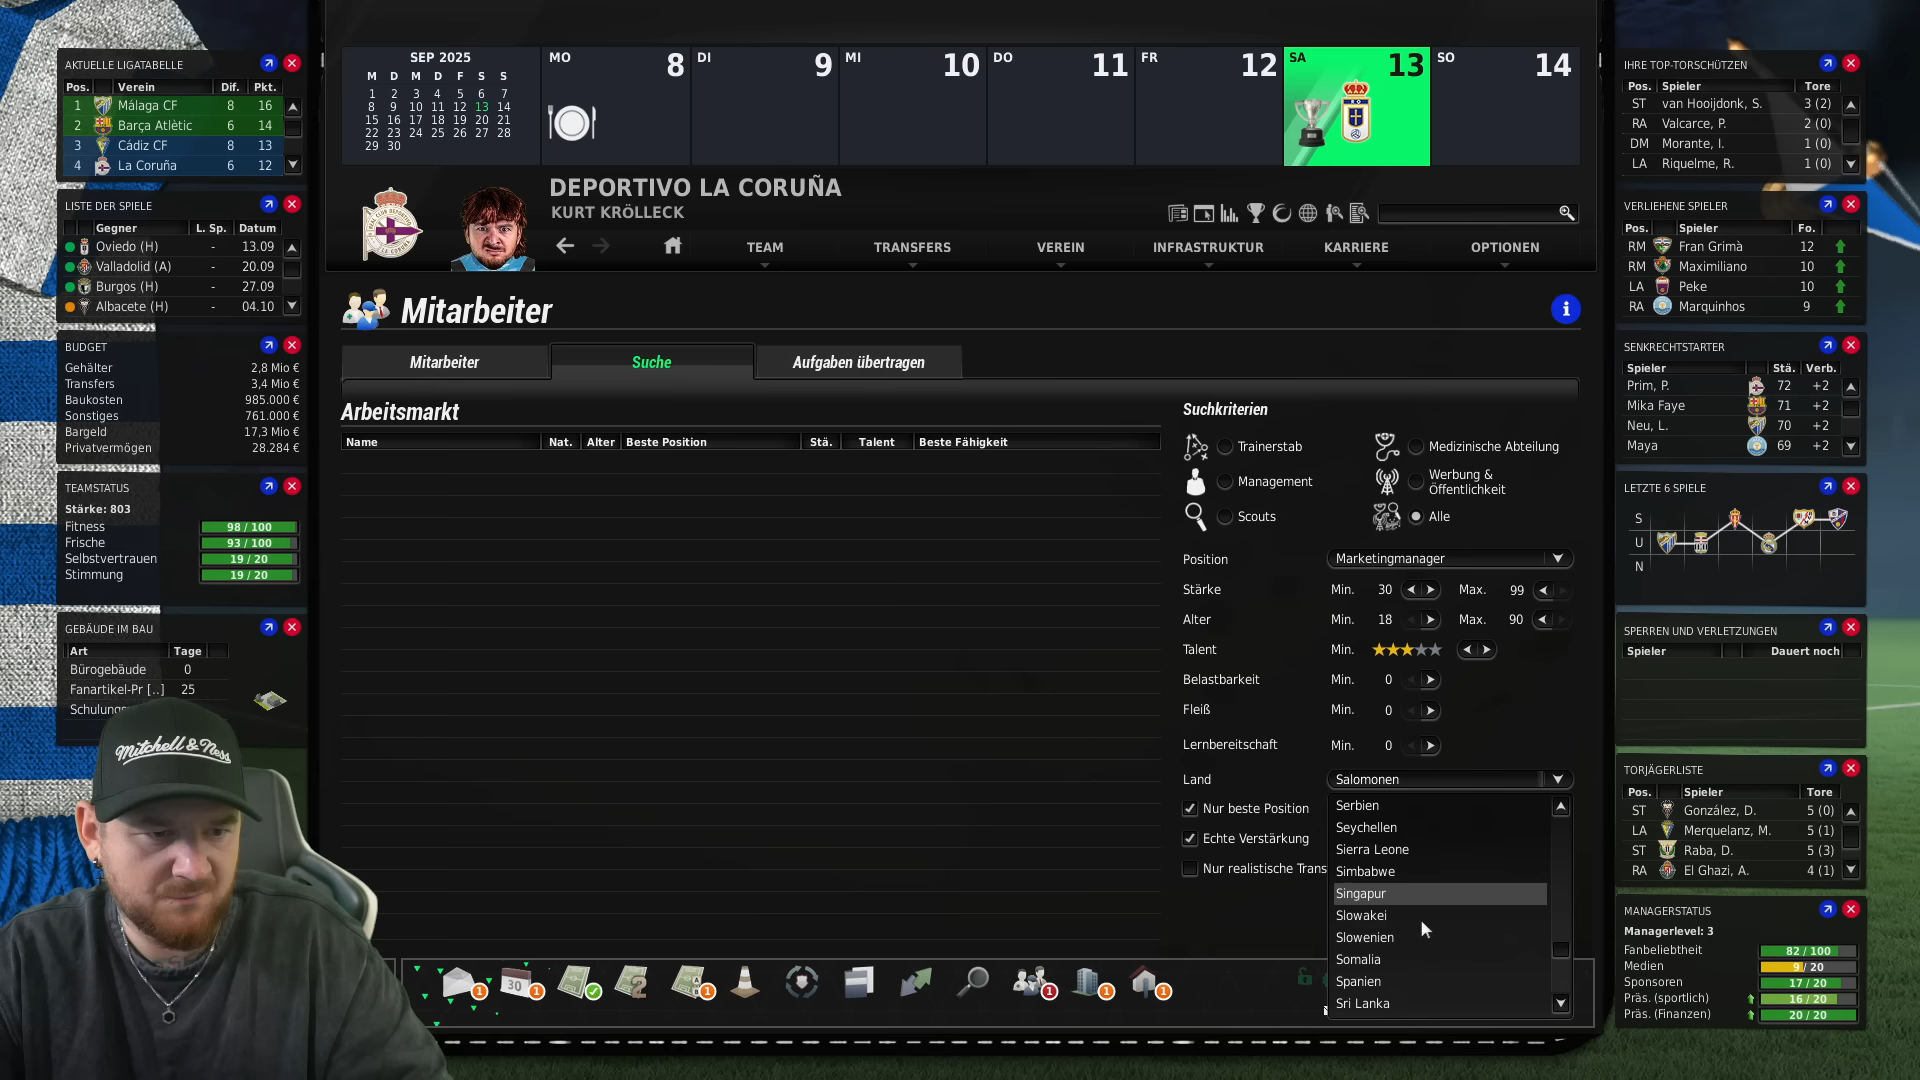 AKTUELLE LIGATABELLE
Pos. Verein Dif. Pkt.
1 Málaga CF 8 16
2 Barça Atlètic 6 14
3 Cádiz CF 8 13
4 La Coruña 6 12
LISTE DER SPIELE
Gegner L. Sp. Datum
Oviedo (H) - 13.09
Valladolid (A) - 20.09
Burgos (H) - 27.09
Albacete (H) - 04.10
BUDGET
Gehälter 2,8 Mio €
Transfers 3,4 Mio €
Baukosten 985.000 €
Sonstiges 761.000 €
Bargeld 17,3 Mio €
Privatvermögen 28.284 €
TEAMSTATUS
Stärke: 803
Fitness 98 / 100
Frische 93 / 100
Selbstvertrauen 19 / 20
Stimmung 19 / 20
GEBÄUDE IM BAU
Art Tage
Bürogebäude 0
Fanartikel-Pr [..] 25
Schulungs
Mitchell & Ness
SEP 2025
M D M D F S S
1 2 3 4 5 6 7
8 9 10 11 12 13 14
15 16 17 18 19 20 21
22 23 24 25 26 27 28
29 30
MO 8 DI 9 MI 10 DO 11 FR 12 SA 13 SO 14
DEPORTIVO LA CORUÑA
KURT KRÖLLECK
TEAM TRANSFERS VEREIN INFRASTRUKTUR KARRIERE OPTIONEN
Mitarbeiter
i
Mitarbeiter Suche Aufgaben übertragen
Arbeitsmarkt
Name Nat. Alter Beste Position Stä. Talent Beste Fähigkeit
Suchkriterien
Trainerstab Medizinische Abteilung
Management Werbung &
Öffentlichkeit
Scouts Alle
Position Marketingmanager
Stärke Min. 30 Max. 99
Alter Min. 18 Max. 90
Talent Min.
Belastbarkeit Min. 0
Fleiß Min. 0
Lernbereitschaft Min. 0
Land Salomonen
Nur beste Position
Echte Verstärkung
Nur realistische Trans
Serbien
Seychellen
Sierra Leone
Simbabwe
Singapur
Slowakei
Slowenien
Somalia
Spanien
Sri Lanka
1 30 1 2 1 1 1 1
IHRE TOP-TORSCHÜTZEN
Pos. Spieler Tore
ST van Hooijdonk, S. 3 (2)
RA Valcarce, P. 2 (0)
DM Morante, I. 1 (0)
LA Riquelme, R. 1 (0)
VERLIEHENE SPIELER
Pos. Spieler Fo.
RM Fran Grimà 12
RM Maximiliano 10
LA Peke 10
RA Marquinhos 9
SENKRECHTSTARTER
Spieler Stä. Verb.
Prim, P. 72 +2
Mika Faye 71 +2
Neu, L. 70 +2
Maya 69 +2
LETZTE 6 SPIELE
S
U
N
SPERREN UND VERLETZUNGEN
Spieler Dauert noch
TORJÄGERLISTE
Pos. Spieler Tore
ST González, D. 5 (0)
LA Merquelanz, M. 5 (1)
ST Raba, D. 5 (3)
RA El Ghazi, A. 4 (1)
MANAGERSTATUS
Managerlevel: 3
Fanbeliebtheit 82 / 100
Medien 9 / 20
Sponsoren 17 / 20
Präs. (sportlich) 16 / 20
Präs. (Finanzen) 20 / 20